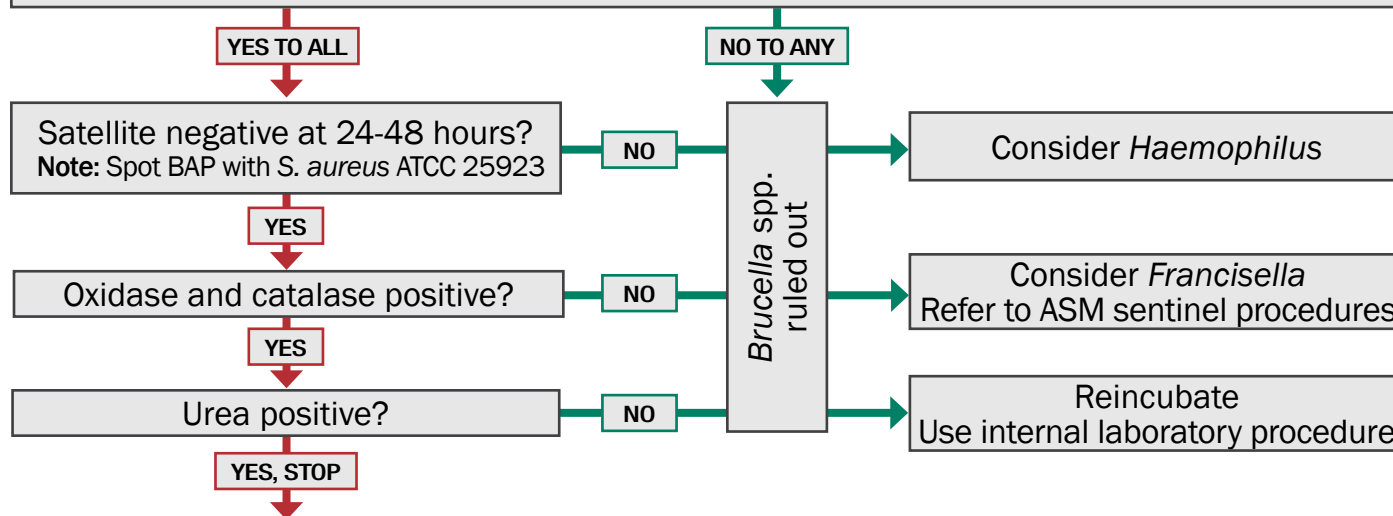 YES TO ALL
NO TO ANY
Satellite negative at 24-48 hours?
Note: Spot BAP with S. aureus ATCC 25923
NO
Consider Haemophilus
YES
Oxidase and catalase positive?
NO
Brucella spp.
ruled out
Consider Francisella
Refer to ASM sentinel procedures
YES
Urea positive?
NO
Reincubate
Use internal laboratory procedure
YES, STOP